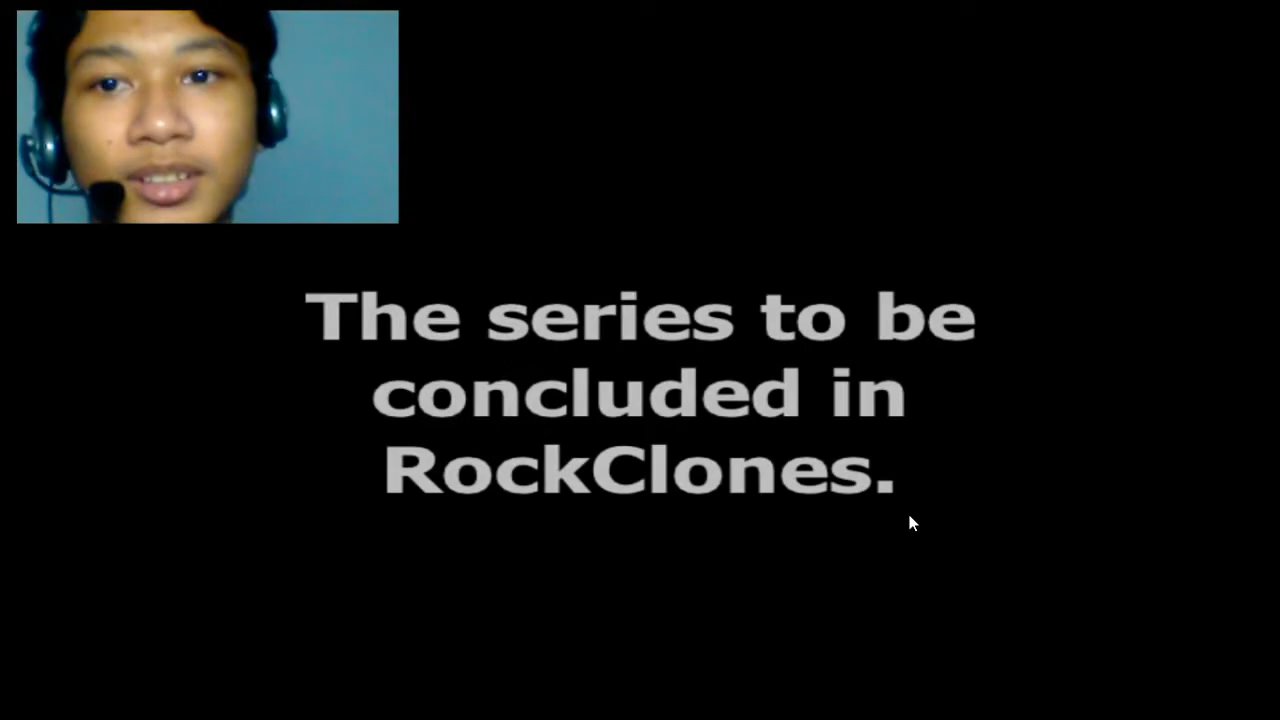 The series to be
concluded in
RockClones.